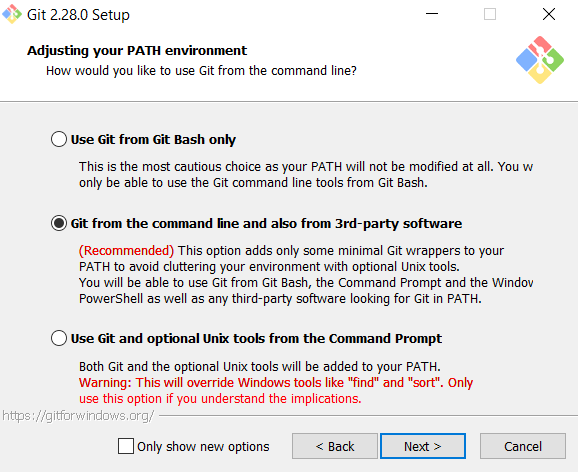 Git 2.28.0 Setup
Adjusting your PATH environment
How would you like to use Git from the command line?
Use Git from Git Bash only
This is the most cautious choice as your PATH will not be modified at all. You w
only be able to use the Git command line tools from Git Bash.
Git from the command line and also from 3rd-party software
(Recommended) This option adds only some minimal Git wrappers to your
PATH to avoid cluttering your environment with optional Unix tools.
You will be able to use Git from Git Bash, the Command Prompt and the Window
PowerShell as well as any third-party software looking for Git in PATH.
Use Git and optional Unix tools from the Command Prompt
Both Git and the optional Unix tools will be added to your PATH.
Warning: This will override Windows tools like "find" and "sort". Only
use this option if you understand the implications.
https://gitforwindows.org/
Only show new options
< Back
Next >
Cancel